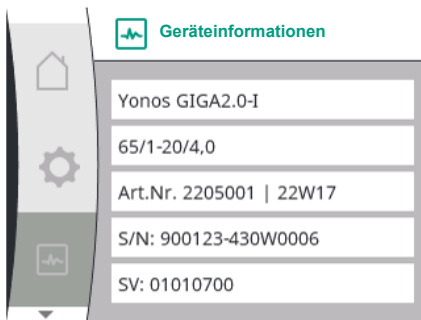 Geräteinformationen
Yonos GIGA2.0-I
65/1-20/4,0
Art.Nr. 2205001 | 22W17
S/N: 900123-430W0006
SV: 01010700